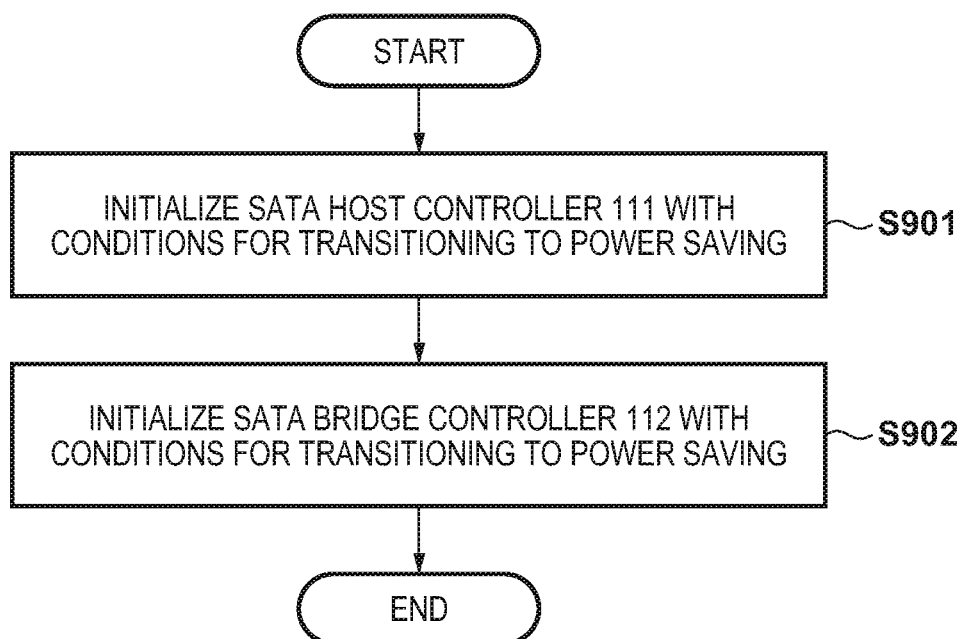 START
INITIALIZE SATA HOST CONTROLLER 111 WITH
CONDITIONS FOR TRANSITIONING TO POWER SAVING
S901
INITIALIZE SATA BRIDGE CONTROLLER 112 WITH
CONDITIONS FOR TRANSITIONING TO POWER SAVING
S902
END